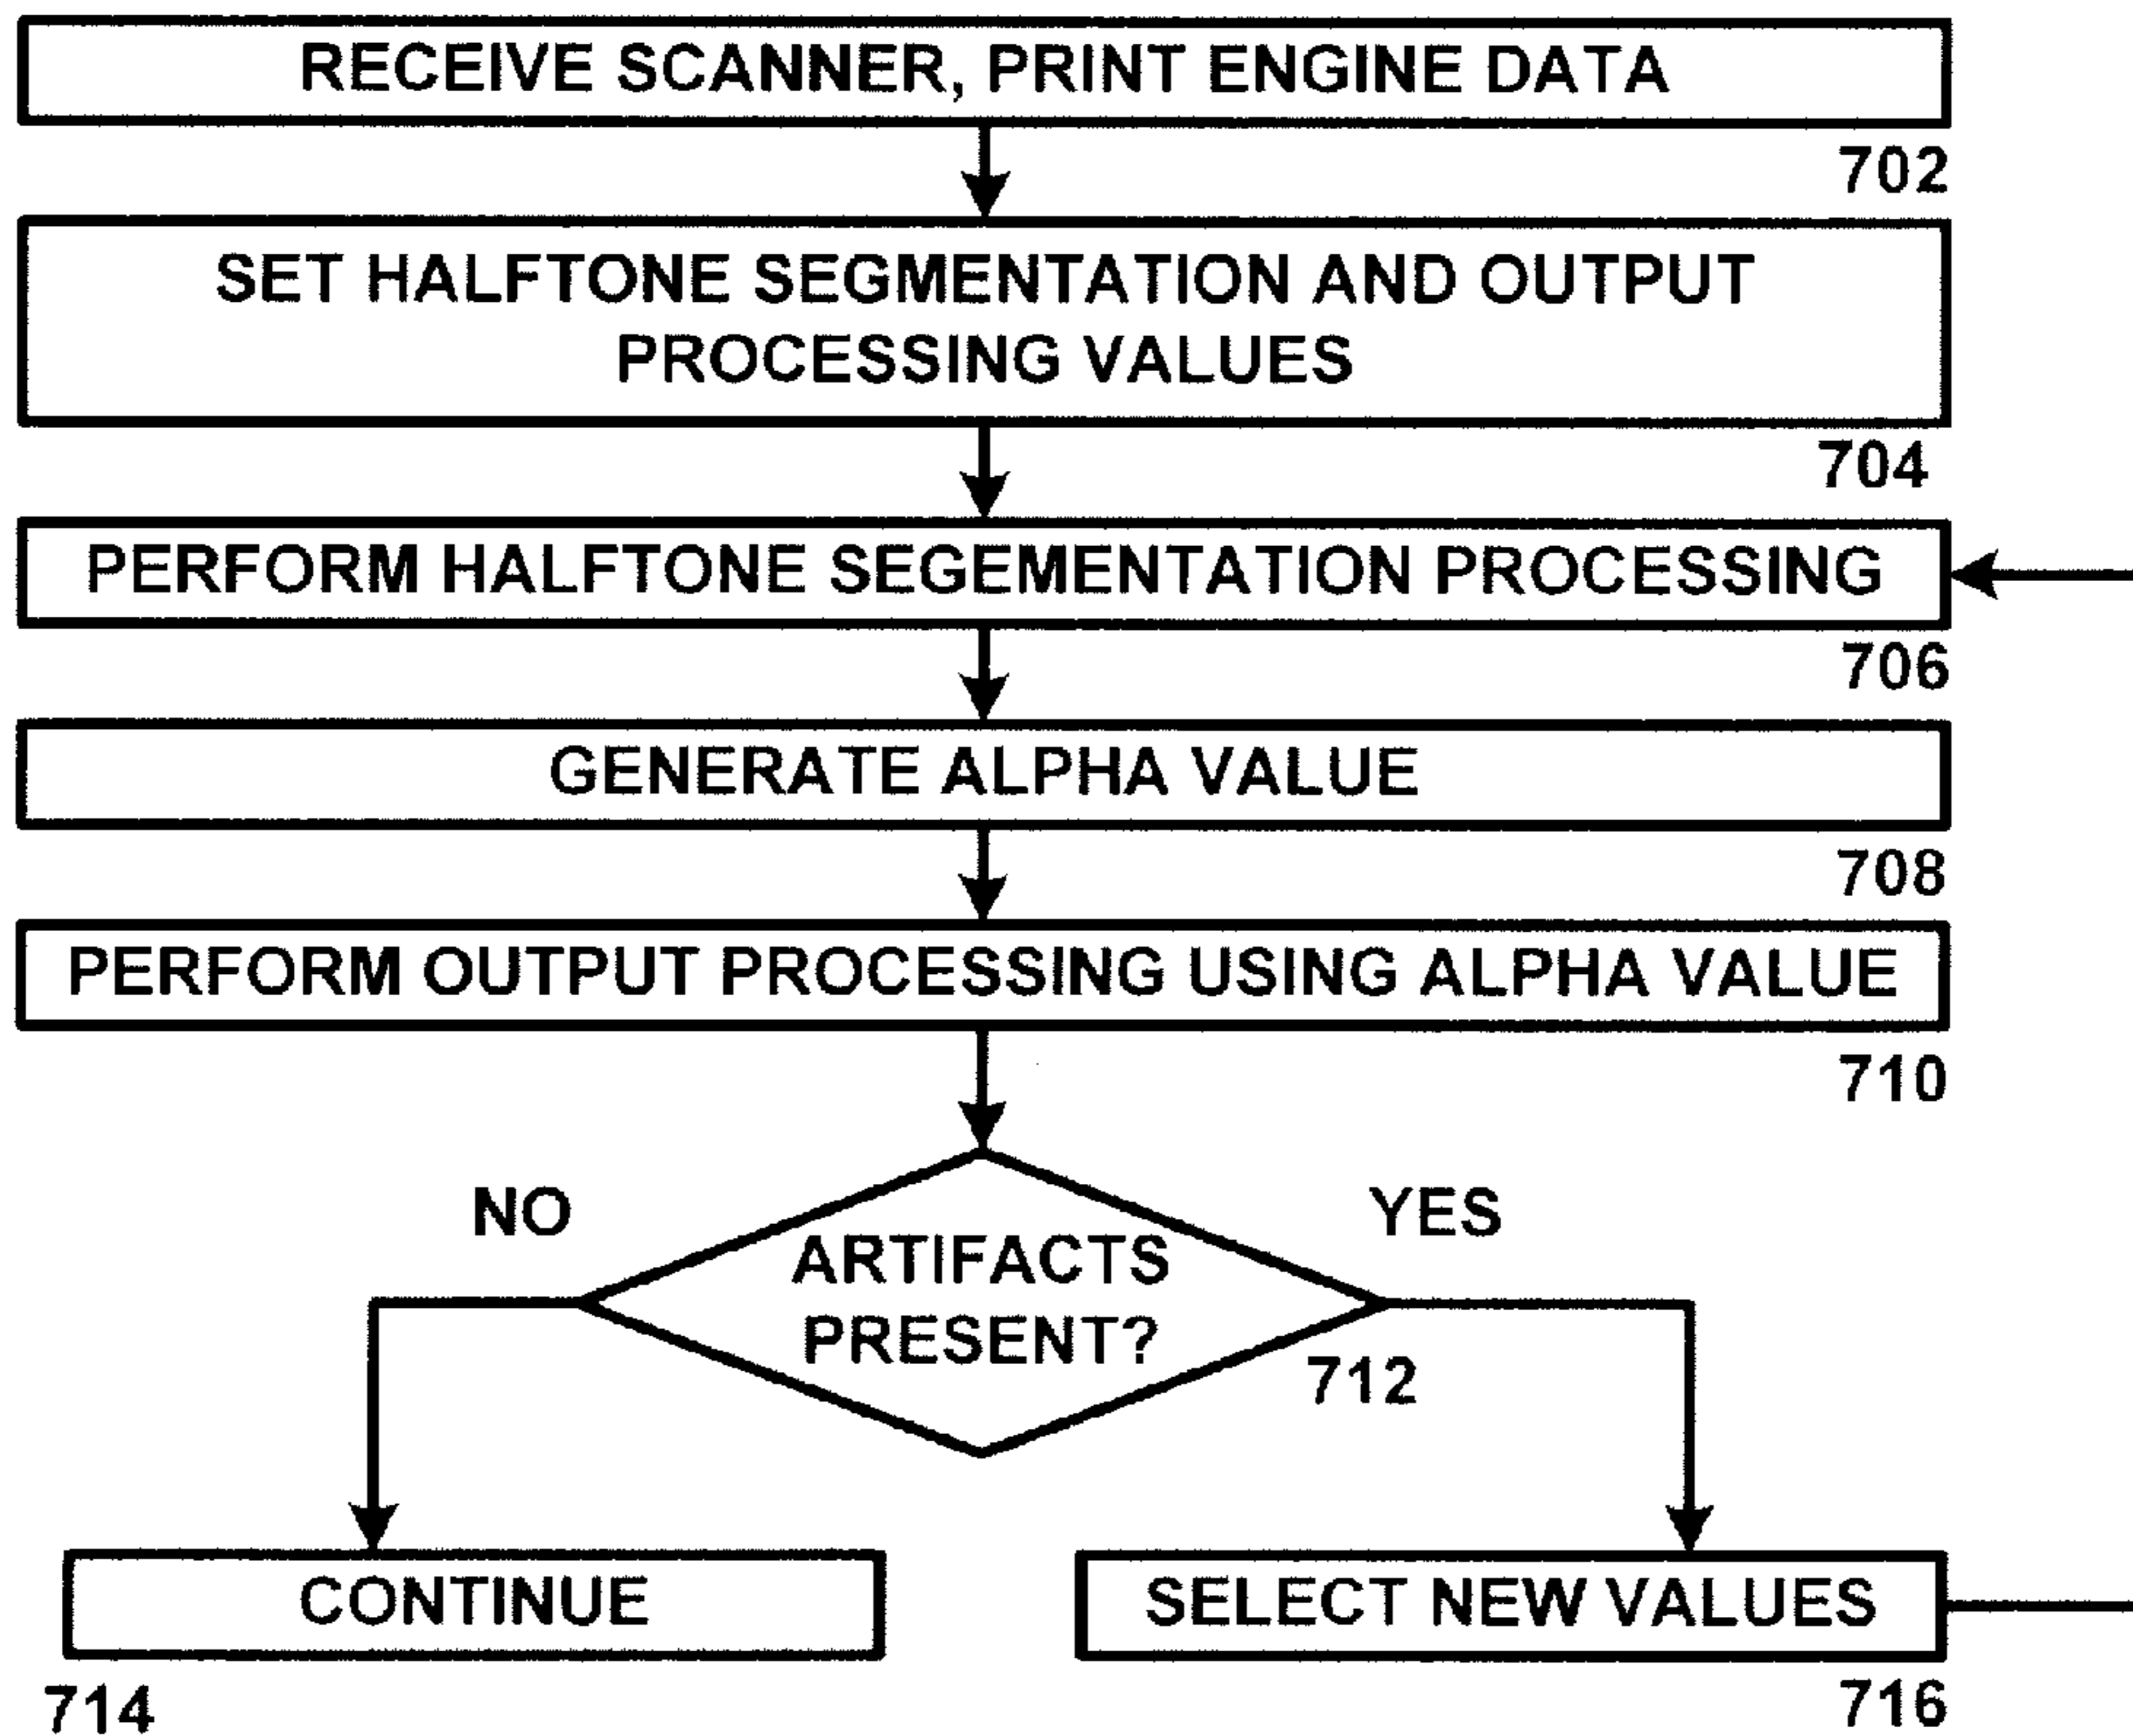 RECEIVE SCANNER, PRINT ENGINE DATA
702
SET HALFTONE SEGMENTATION AND OUTPUT
PROCESSING VALUES
704
PERFORM HALFTONE SEGEMENTATION PROCESSING
706
GENERATE ALPHA VALUE
708
PERFORM OUTPUT PROCESSING USING ALPHA VALUE
710
NO
YES
ARTIFACTS
PRESENT?
712
CONTINUE
714
SELECT NEW VALUES
716